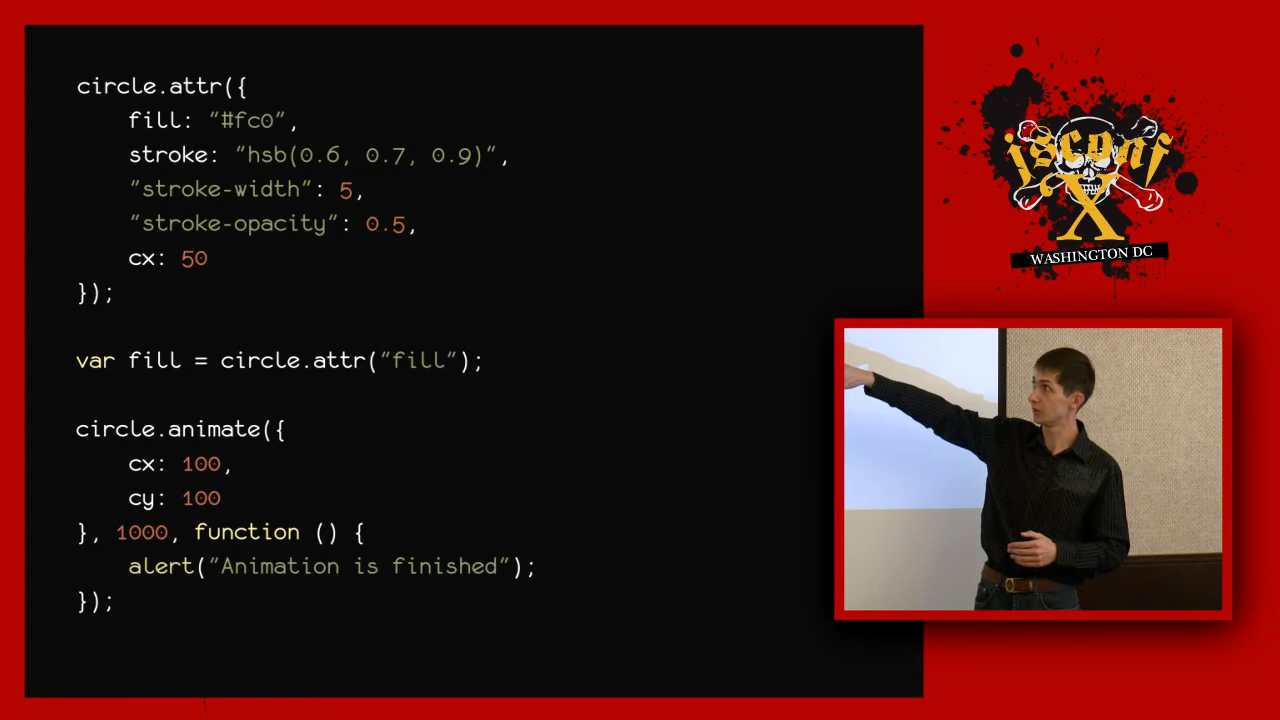 circle.attr({
    fill: "#fc0",
    stroke: "hsb(0.6, 0.7, 0.9)",
    "stroke-width": 5,
    "stroke-opacity": 0.5,
    cx: 50
});
var fill = circle.attr("fill");
circle.animate({
    cx: 100,
    cy: 100
}, 1000, function () {
    alert("Animation is finished");
});
jsconf
X
WASHINGTON DC